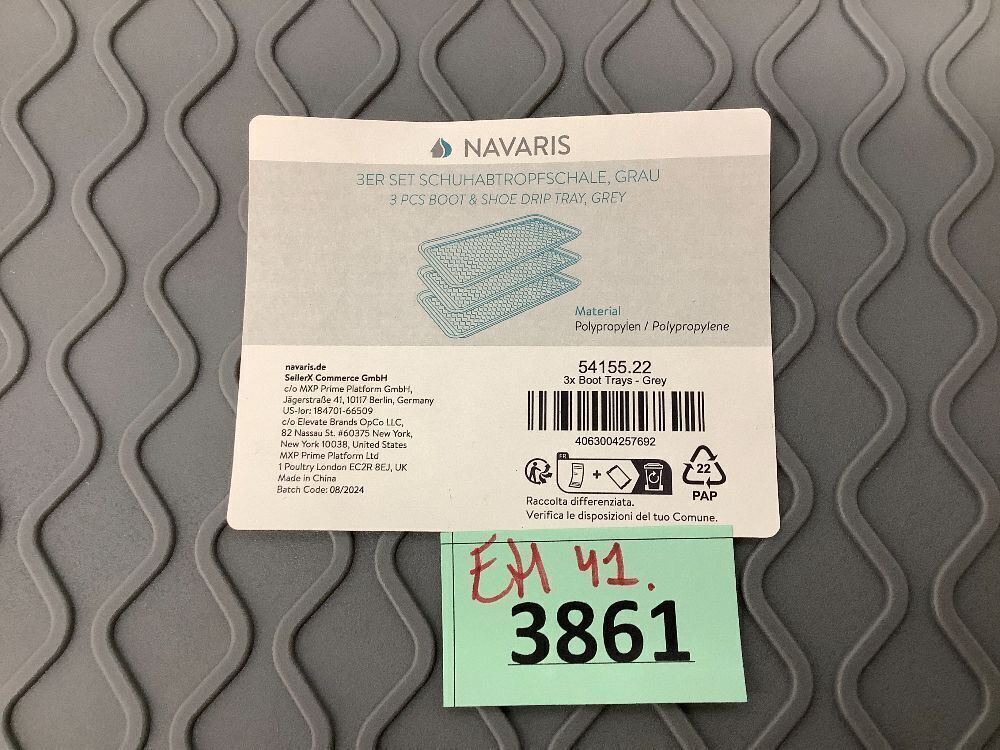 NAVARIS
3ER SET SCHUHABTROPFSCHALE, GRAU
3 PCS BOOT & SHOE DRIP TRAY, GREY
Material
Polypropylen / Polypropylene
navaris.de
SellerX Commerce GmbH
c/o MXP Prime Platform GmbH,
Jägerstraße 41, 10117 Berlin, Germany
US-Ior: 184701-66509
c/o Elevate Brands OpCo LLC,
82 Nassau St. #60375 New York,
New York 10038, United States
MXP Prime Platform Ltd
1 Poultry London EC2R 8EJ, UK
Made in China
Batch Code: 08/2024
54155.22
3x Boot Trays - Grey
4063004257692
FR
+
22
PAP
Raccolta differenziata.
Verifica le disposizioni del tuo Comune.
EH 41.
3861